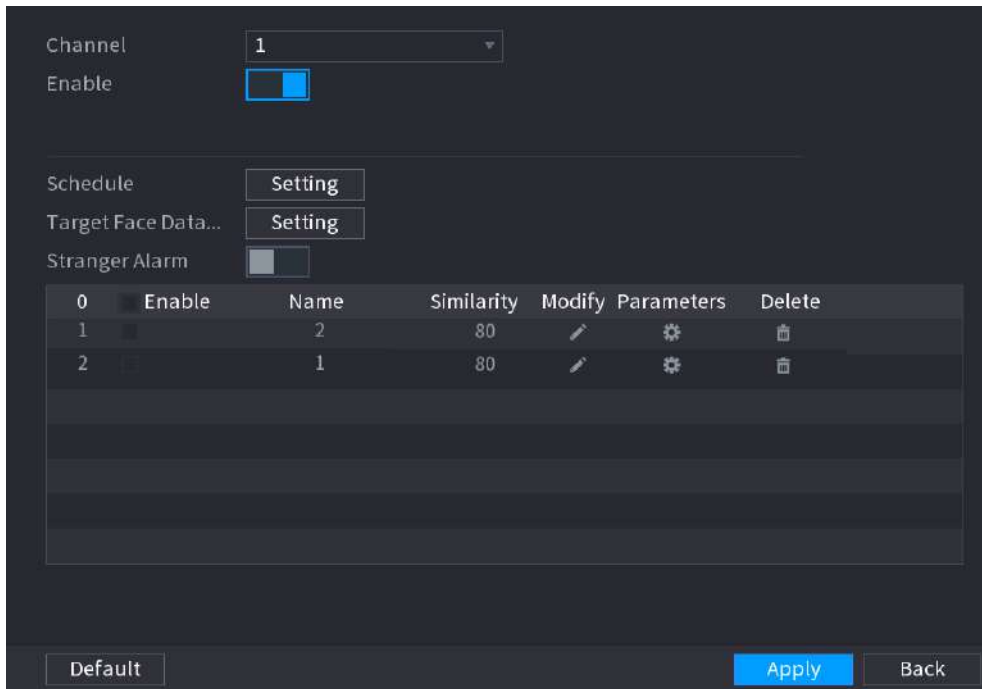 Channel 1
Enable
Schedule Setting
Target Face Data... Setting
Stranger Alarm
0 Enable Name Similarity Modify Parameters Delete
1 2 80
2 1 80
Default Apply Back